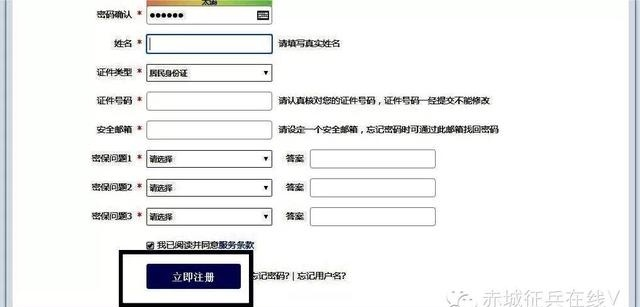 太弱
密码确认 * ●●●●●●
姓名 * 请填写真实姓名
证件类型 * 居民身份证
证件号码 * 请认真核对您的证件号码，证件号码一经提交不能修改
安全邮箱 * 请设定一个安全邮箱，忘记密码时可通过此邮箱找回密码
密保问题1 * 请选择 答案
密保问题2 * 请选择 答案
密保问题3 * 请选择 答案
我已阅读并同意服务条款
立即注册 忘记密码? | 忘记用户名?
赤城征兵在线V